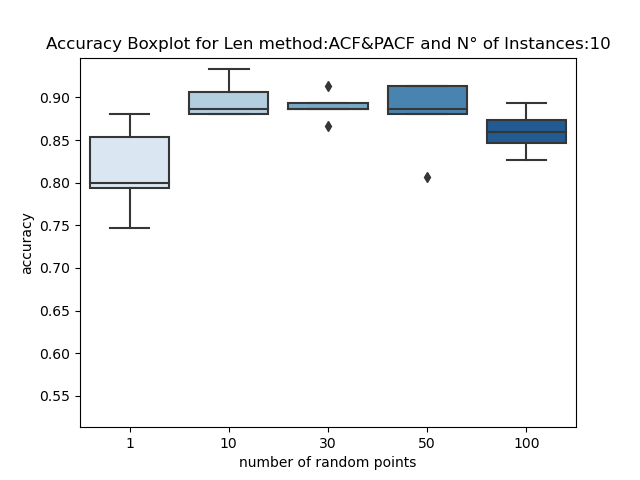 Accuracy Boxplot for Len method:ACF&PACF and N° of Instances:10
0.90
0.85
0.80
0.75
0.70
0.65
0.60
0.55
accuracy
1 10 30 50 100
number of random points